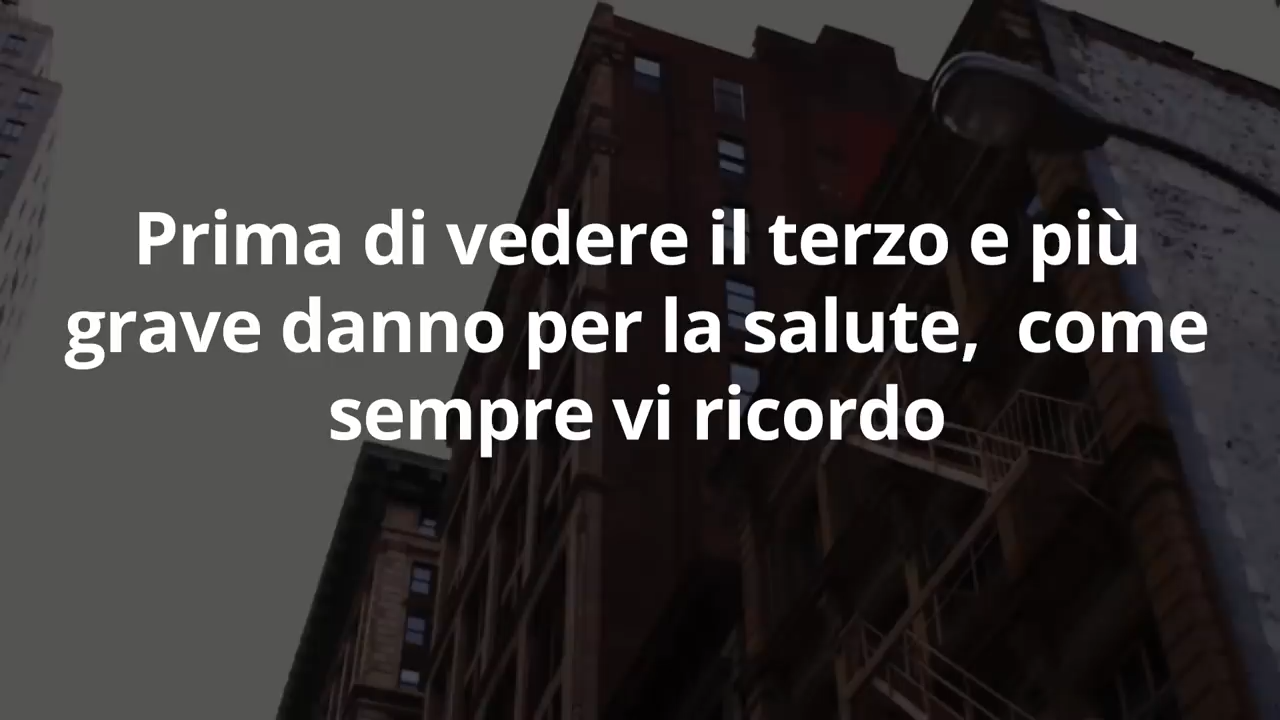 Prima di vedere il terzo e più
grave danno per la salute,  come
sempre vi ricordo